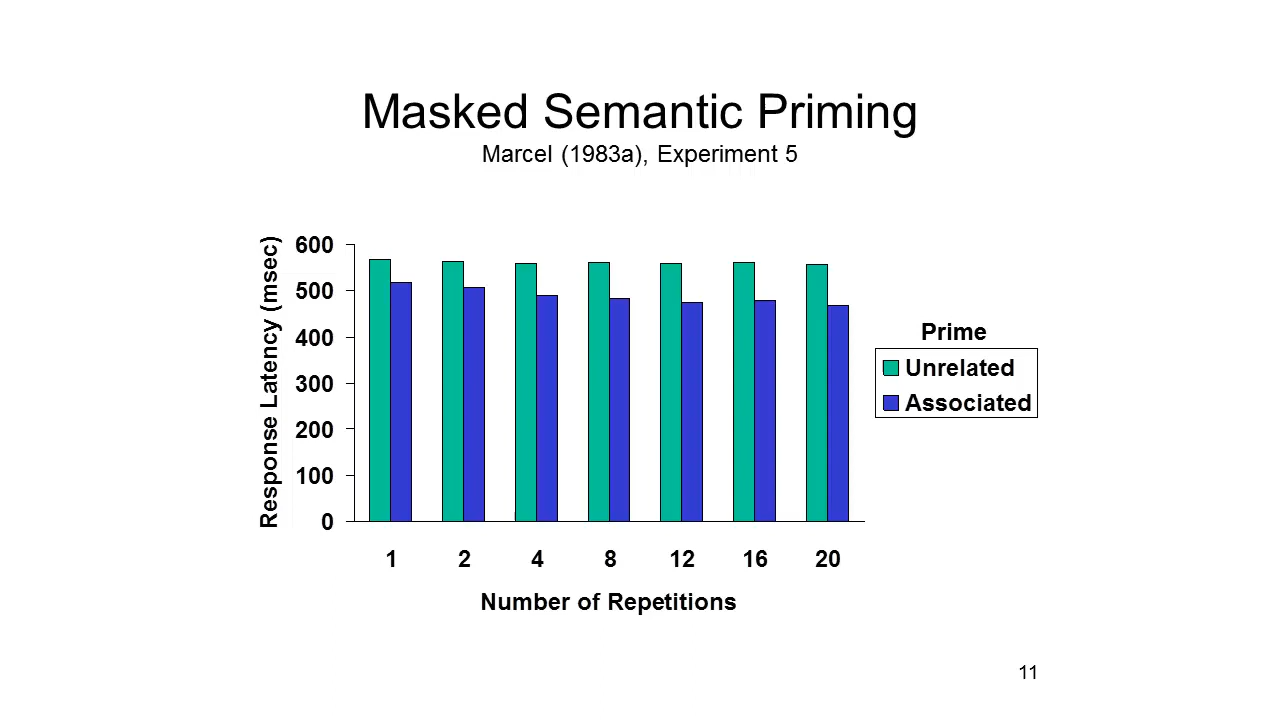 Masked Semantic Priming
Marcel (1983a), Experiment 5
Response Latency (msec)
600
500
400
300
200
100
0
1 2 4 8 12 16 20
Number of Repetitions
Prime
Unrelated
Associated
11